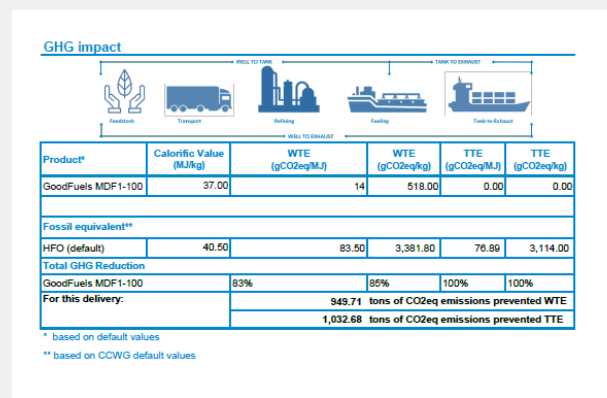 GHG impact
WELL TO TANK
TANK TO EXHAUST
Feedstock Transport Refining Fueling Tank-to-Exhaust
WELL TO EXHAUST
Product* Calorific Value (MJ/kg) WTE (gCO2eq/MJ) WTE (gCO2eq/kg) TTE (gCO2eq/MJ) TTE (gCO2eq/kg)
GoodFuels MDF1-100 37.00 14 518.00 0.00 0.00
Fossil equivalent**
HFO (default) 40.50 83.50 3,381.80 76.89 3,114.00
Total GHG Reduction
GoodFuels MDF1-100 83% 85% 100% 100%
For this delivery: 949.71 tons of CO2eq emissions prevented WTE
1,032.68 tons of CO2eq emissions prevented TTE
* based on default values
** based on CCWG default values